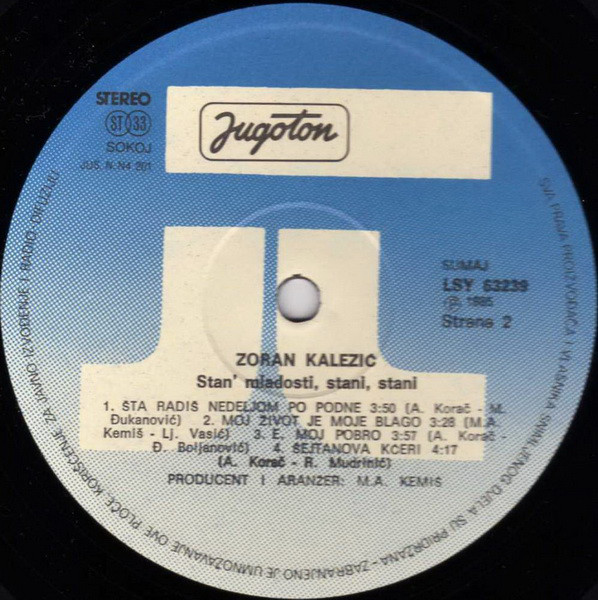 STEREO
ST 33
SOKOJ
JUS. N. N4 201
Jugoton
SUMAJ
LSY 63239
℗ 1985
Strana 2
ZORAN KALEZIĆ
Stan' mladosti, stani, stani
1. ŠTA RADIŠ NEDELJOM PO PODNE 3:50 (A. Korač - M.
Đukanović) 2. MOJ ŽIVOT JE MOJE BLAGO 3:28 (M.A.
Kemiš - Lj. Vasić) 3. E, MOJ POBRO 3:57 (A. Korač -
Đ. Boljanović) 4. ŠEJTANOVA KĆERI 4:17
(A. Korač - R. Mudrinić)
PRODUCENT I ARANŽER: M.A. KEMIŠ
SVA PRAVA PROIZVOĐAČA I VLASNIKA SNIMLJENOG DJELA SU PRIDRŽANA - ZABRANJENO JE UMNOŽAVANJE OVE PLOČE, KORIŠĆENJE ZA JAVNO IZVOĐENJE I RADIO-DIFUZIJU